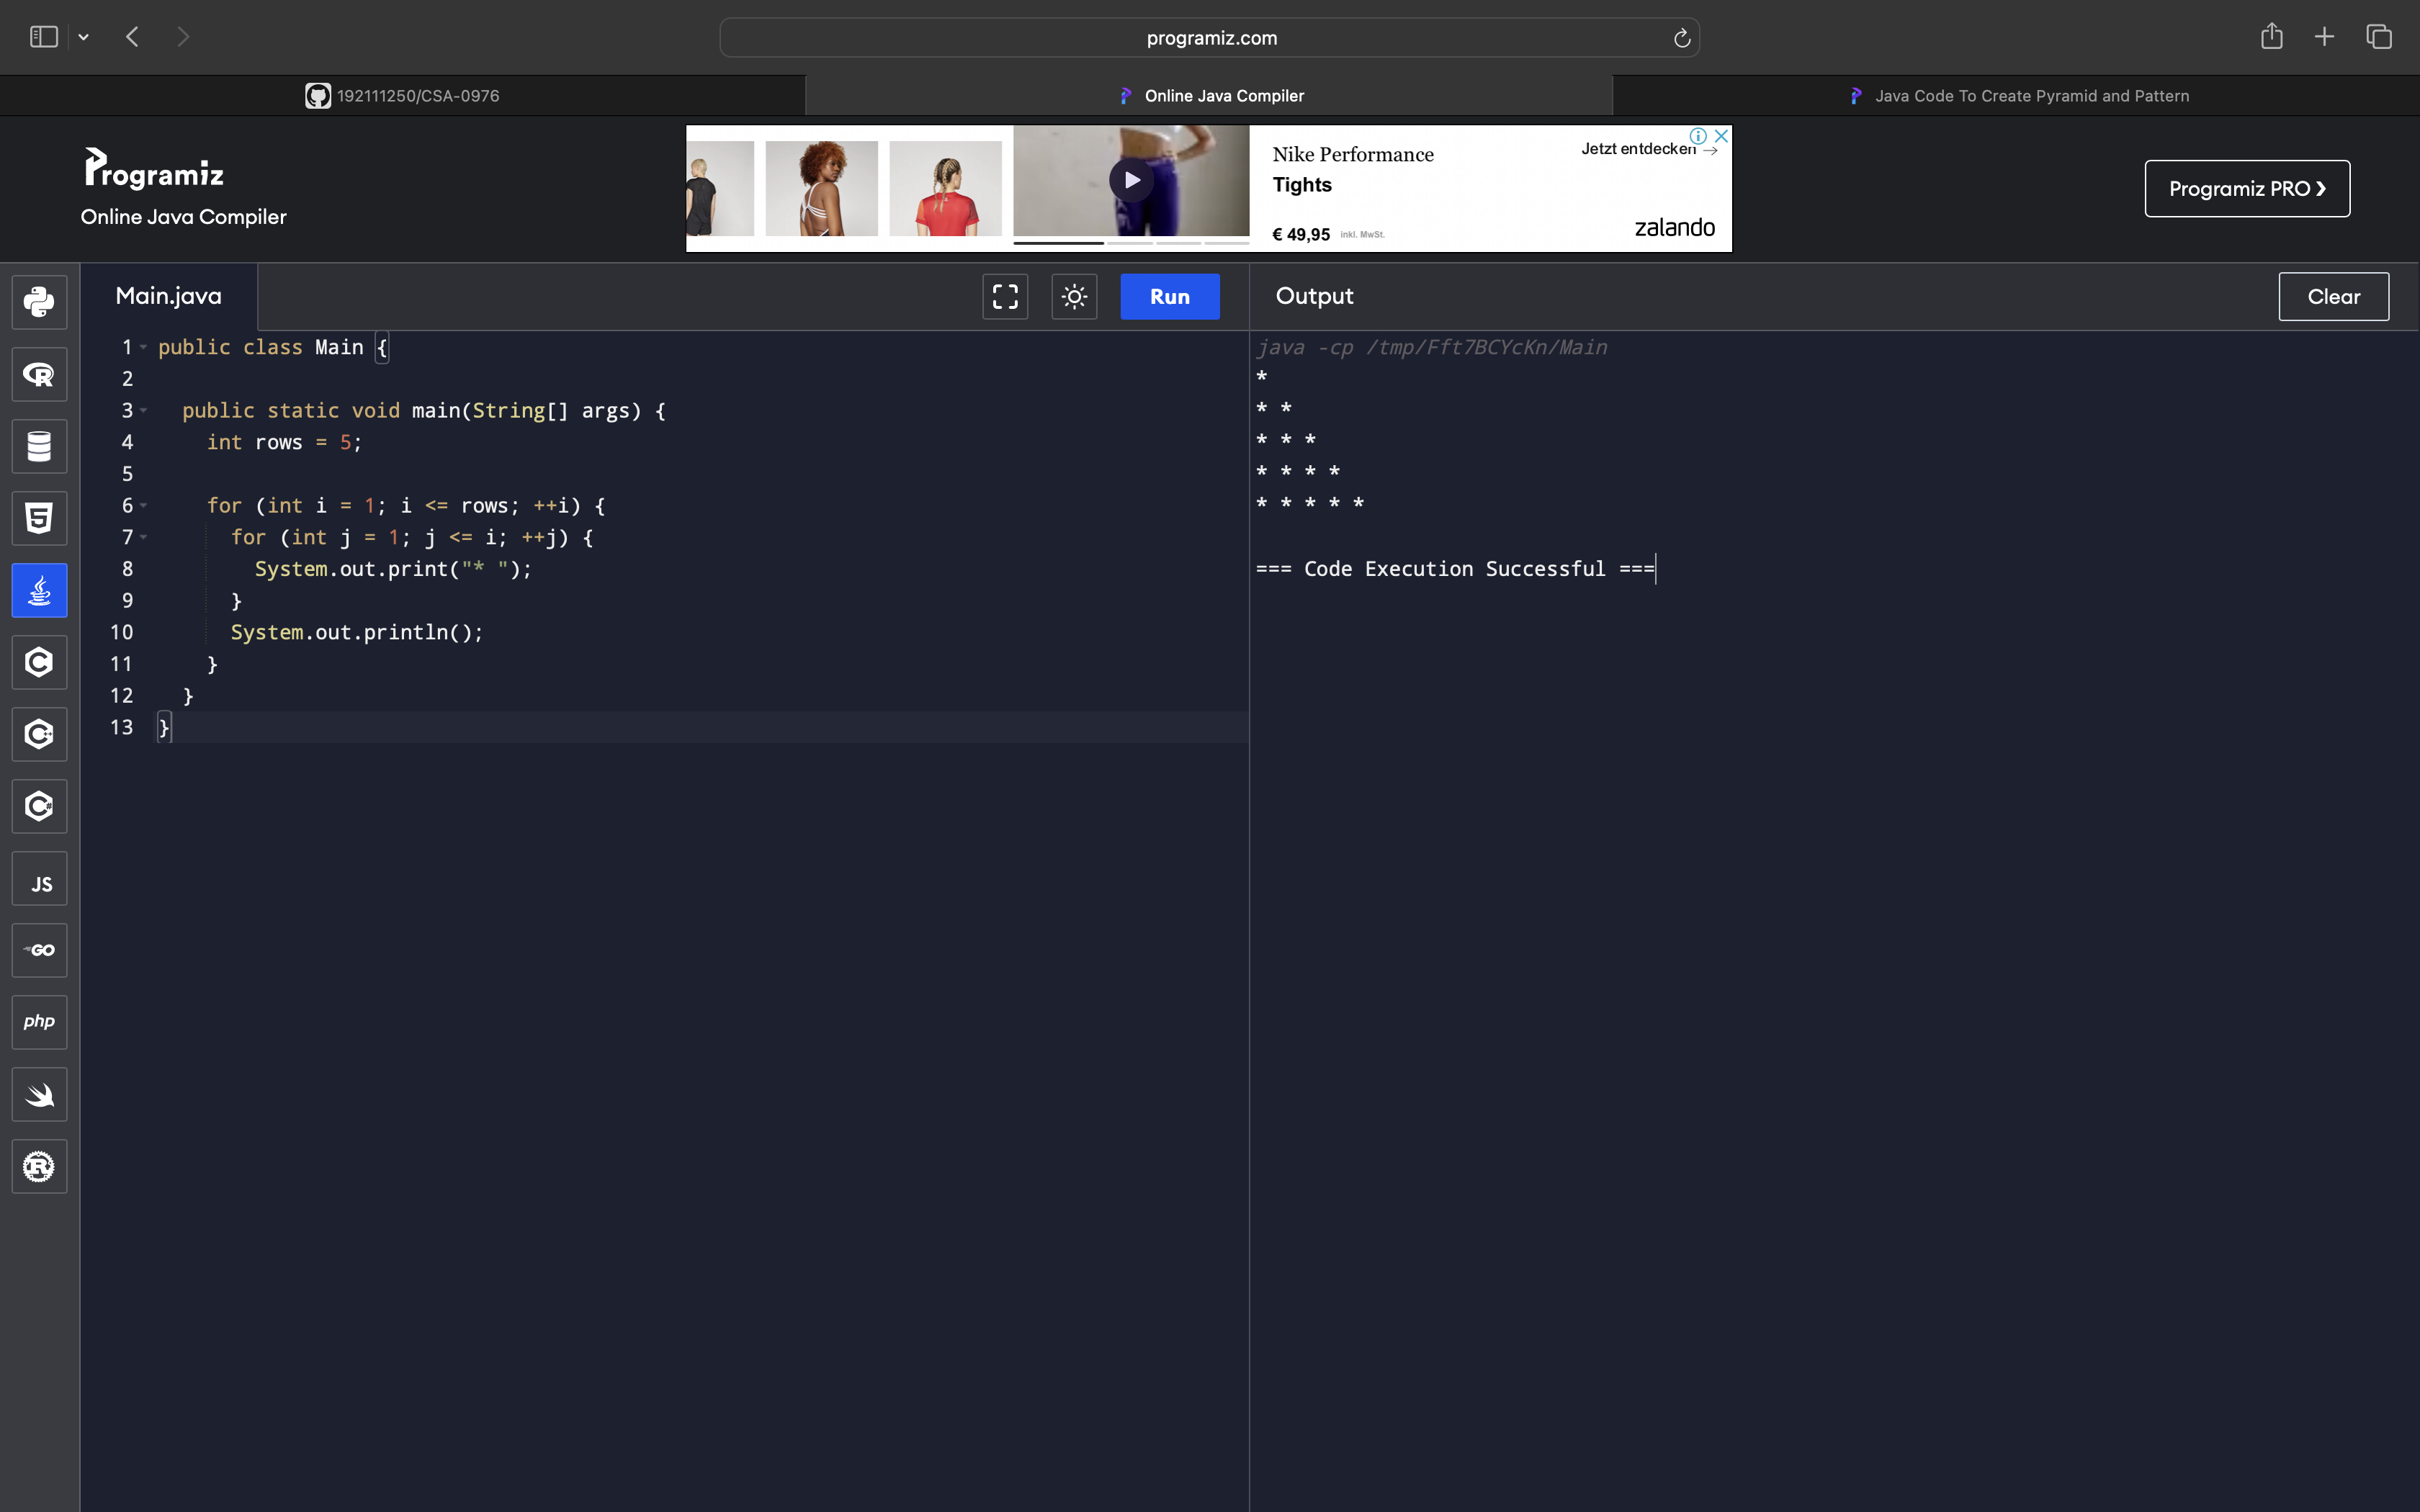 programiz.com
192111250/CSA-0976
Online Java Compiler
Java Code To Create Pyramid and Pattern
Programiz
Online Java Compiler
Nike Performance
Tights
€ 49,95 inkl. MwSt.
Jetzt entdecken →
zalando
Programiz PRO ❯
Main.java
Run
Output
Clear
1 public class Main {
2
3   public static void main(String[] args) {
4     int rows = 5;
5
6     for (int i = 1; i <= rows; ++i) {
7       for (int j = 1; j <= i; ++j) {
8         System.out.print("* ");
9       }
10       System.out.println();
11     }
12   }
13 }
java -cp /tmp/Fft7BCYcKn/Main
*
* *
* * *
* * * *
* * * * *
=== Code Execution Successful ===
R
5
C
C++
C#
JS
GO
php
R